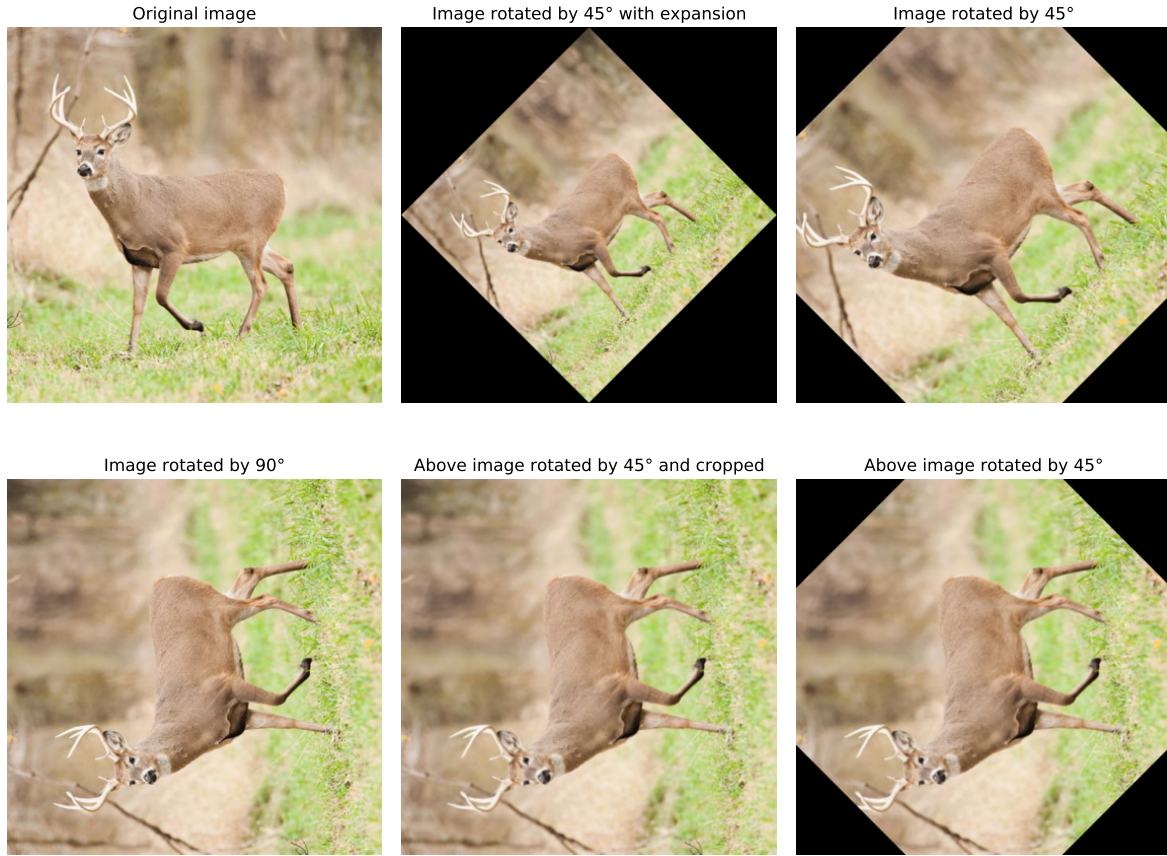 Original image
Image rotated by 45° with expansion
Image rotated by 45°
Image rotated by 90°
Above image rotated by 45° and cropped
Above image rotated by 45°